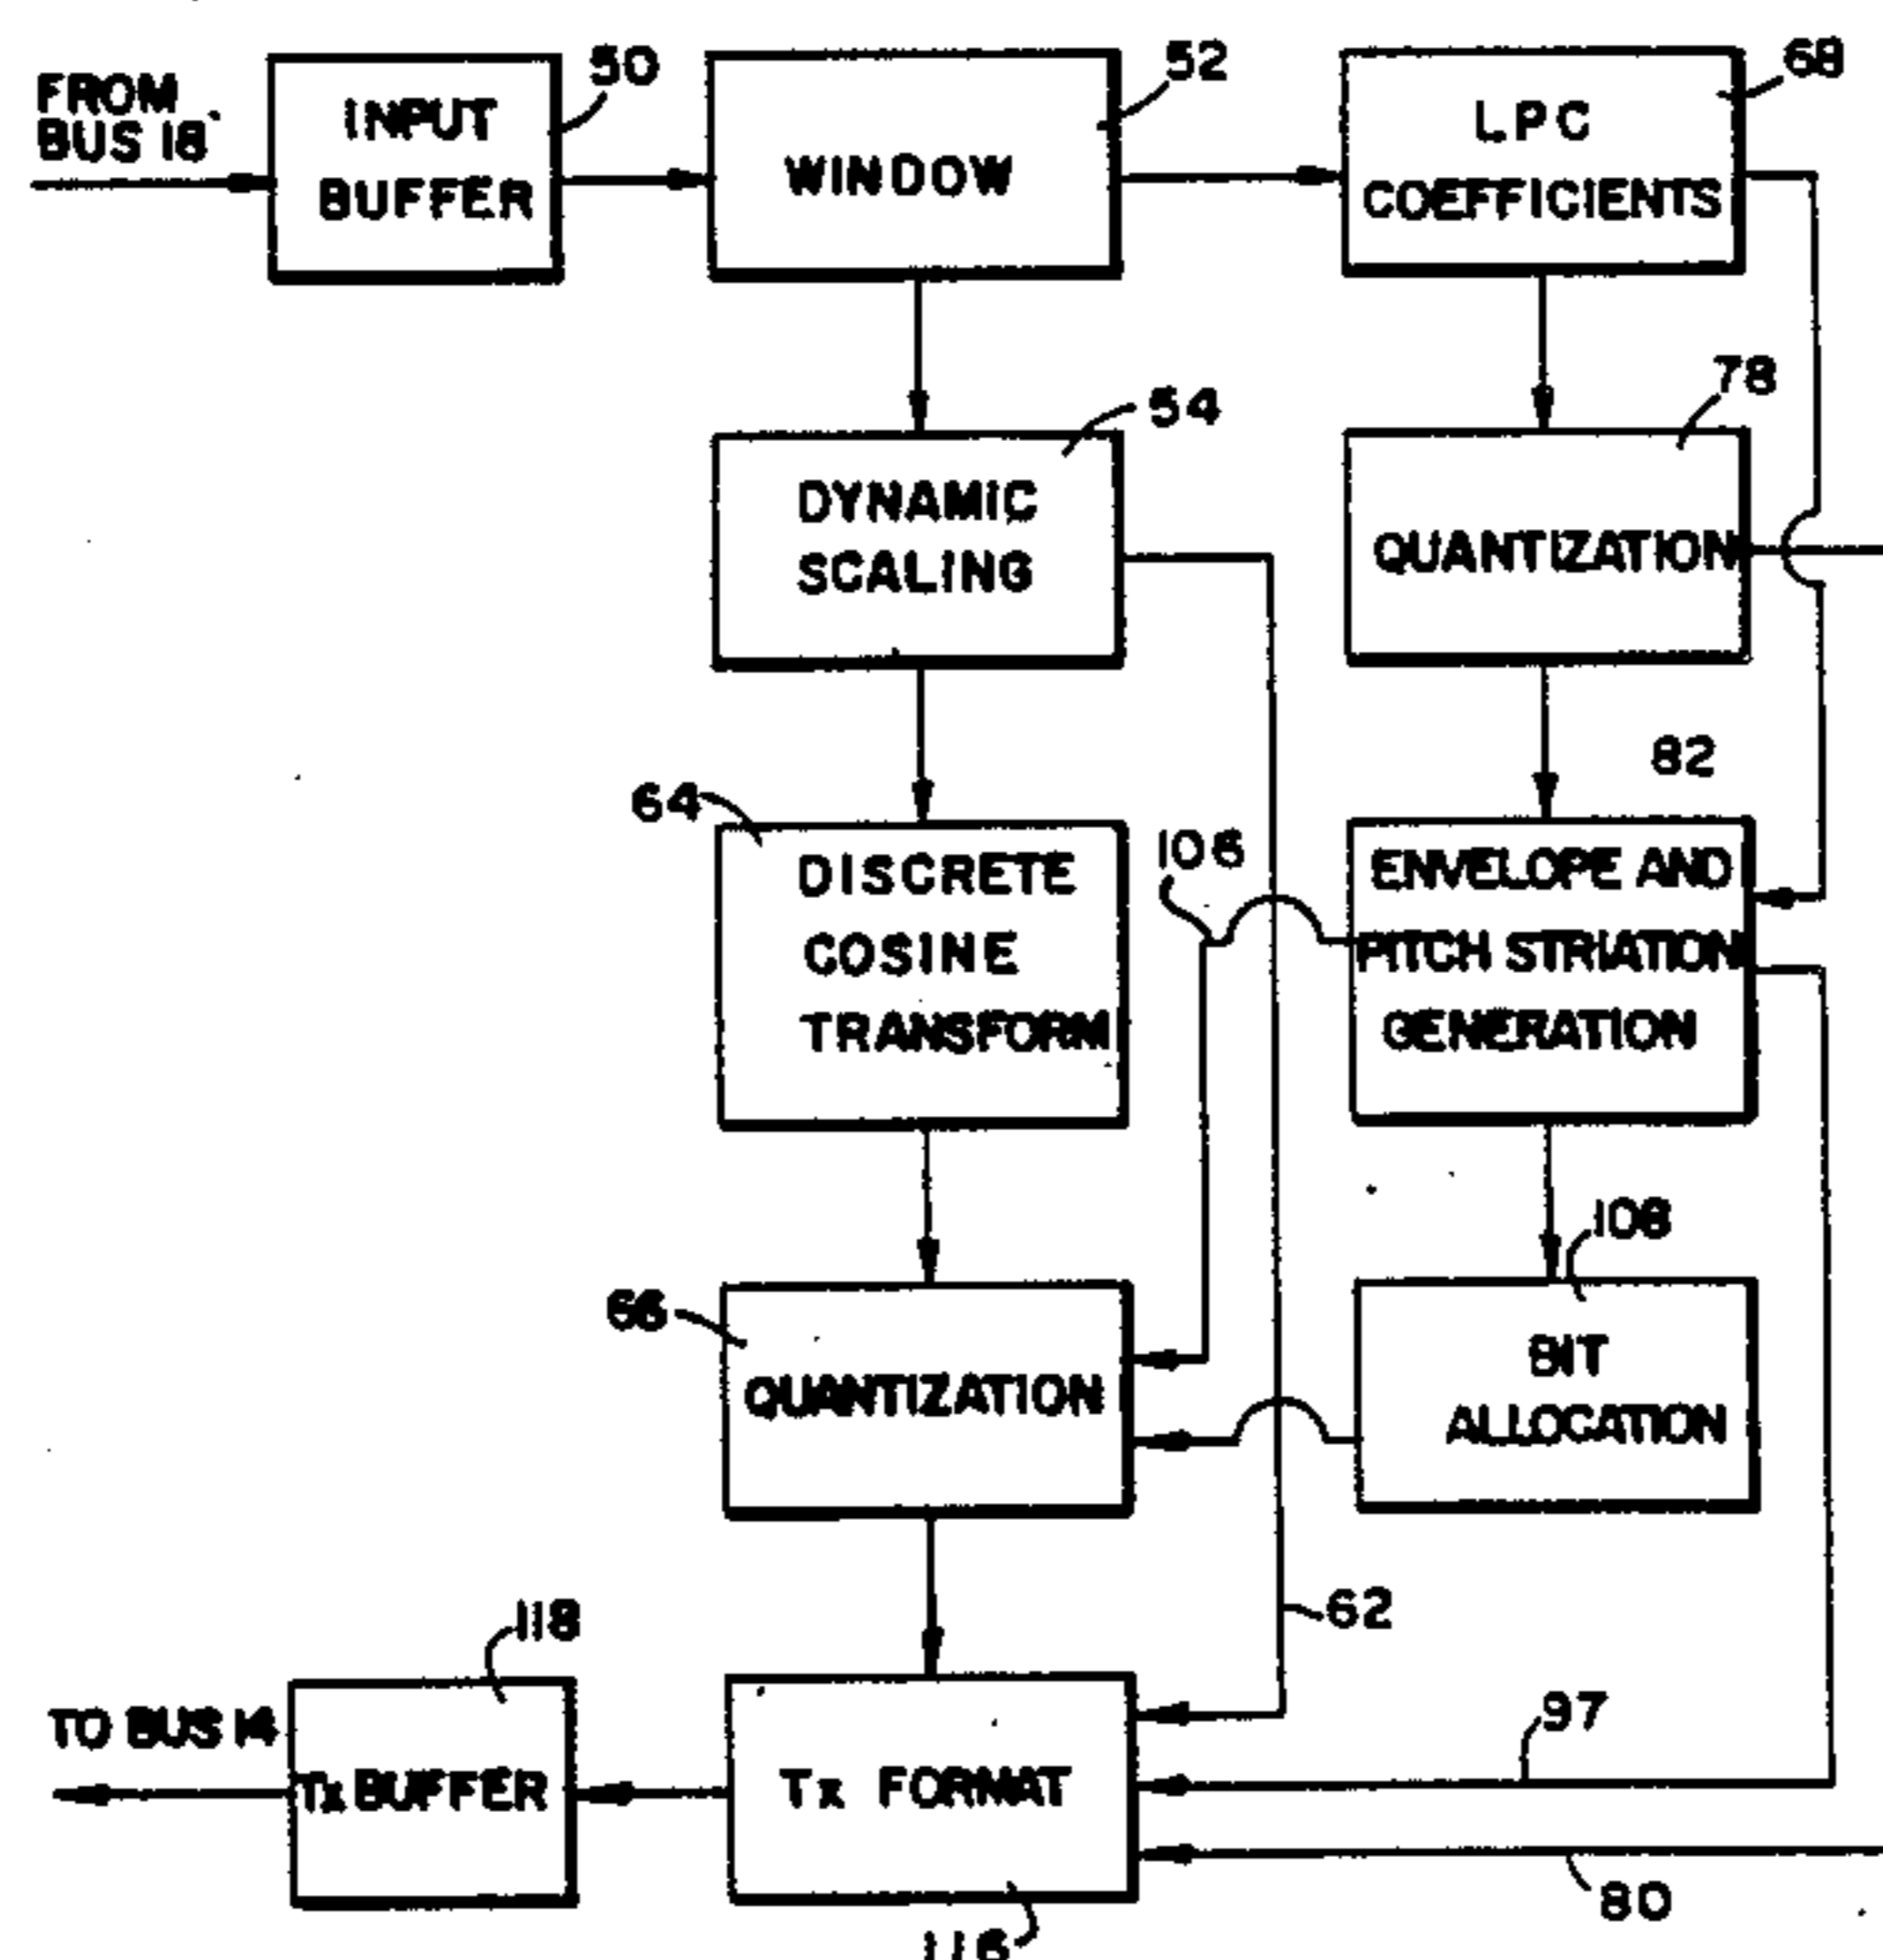 FROM
BUS 18
INPUT
BUFFER
50
WINDOW
52
LPC
COEFFICIENTS
68
DYNAMIC
SCALING
54
QUANTIZATION
78
64
DISCRETE
COSINE
TRANSFORM
106
82
ENVELOPE AND
PITCH STRIATION
GENERATION
66
QUANTIZATION
108
BIT
ALLOCATION
62
118
TO BUS 14
Tx BUFFER
Tx FORMAT
97
80
116